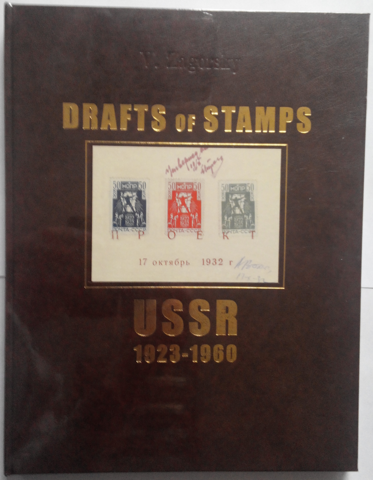 V. Zagorsky
DRAFTS OF STAMPS
ПРОЕКТ
17 октябрь 1932 г
USSR
1923-1960